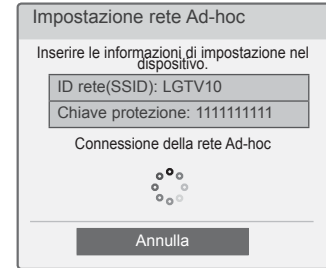 Impostazione rete Ad-hoc
Inserire le informazioni di impostazione nel
dispositivo.
ID rete(SSID): LGTV10
Chiave protezione: 1111111111
Connessione della rete Ad-hoc
Annulla